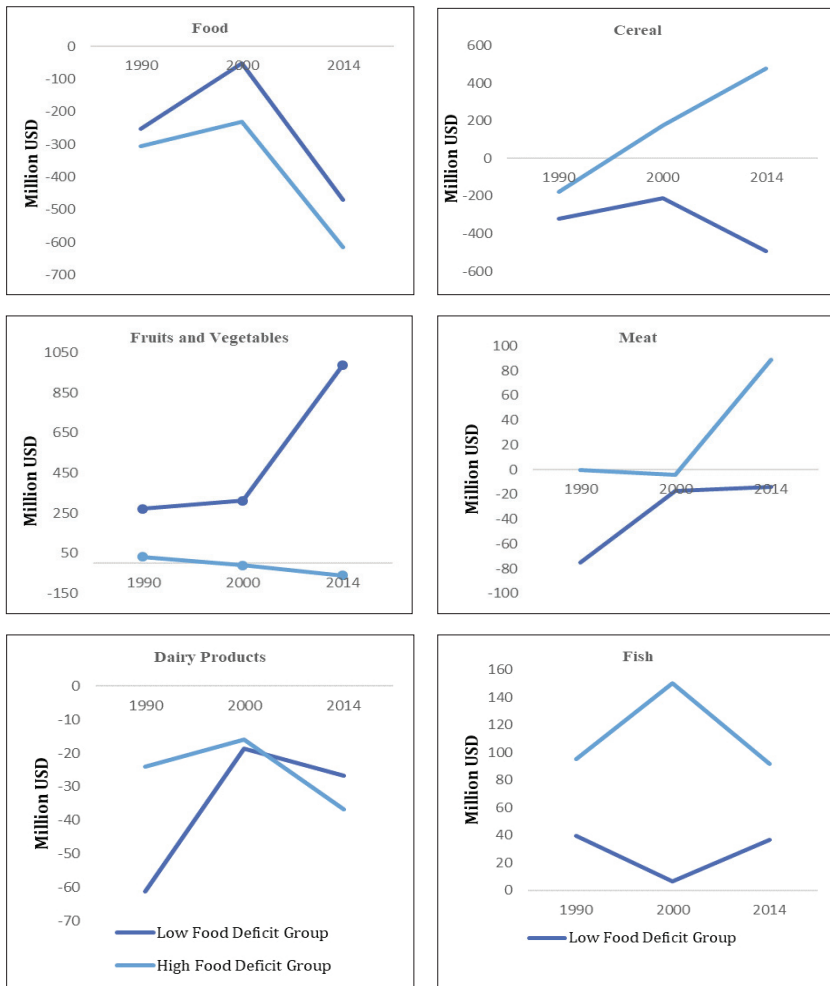 Food
0
-100
-200
-300
-400
-500
-600
-700
Million USD
1990 2000 2014
Cereal
600
400
200
0
-200
-400
-600
Million USD
1990 2000 2014
Fruits and Vegetables
1050
850
650
450
250
50
-150
Million USD
1990 2000 2014
Meat
100
80
60
40
20
0
-20
-40
-60
-80
-100
Million USD
1990 2000 2014
Dairy Products
0
-10
-20
-30
-40
-50
-60
-70
Million USD
1990 2000 2014
Low Food Deficit Group
High Food Deficit Group
Fish
160
140
120
100
80
60
40
20
0
Million USD
1990 2000 2014
Low Food Deficit Group